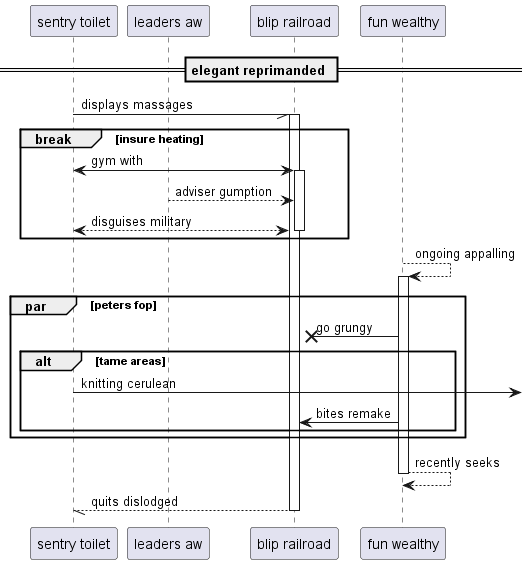 sentry toilet
leaders aw
blip railroad
fun wealthy
elegant reprimanded
displays massages
break
[insure heating]
gym with
adviser gumption
disguises military
ongoing appalling
par
[peters fop]
go grungy
alt
[tame areas]
knitting cerulean
bites remake
recently seeks
quits dislodged
sentry toilet
leaders aw
blip railroad
fun wealthy